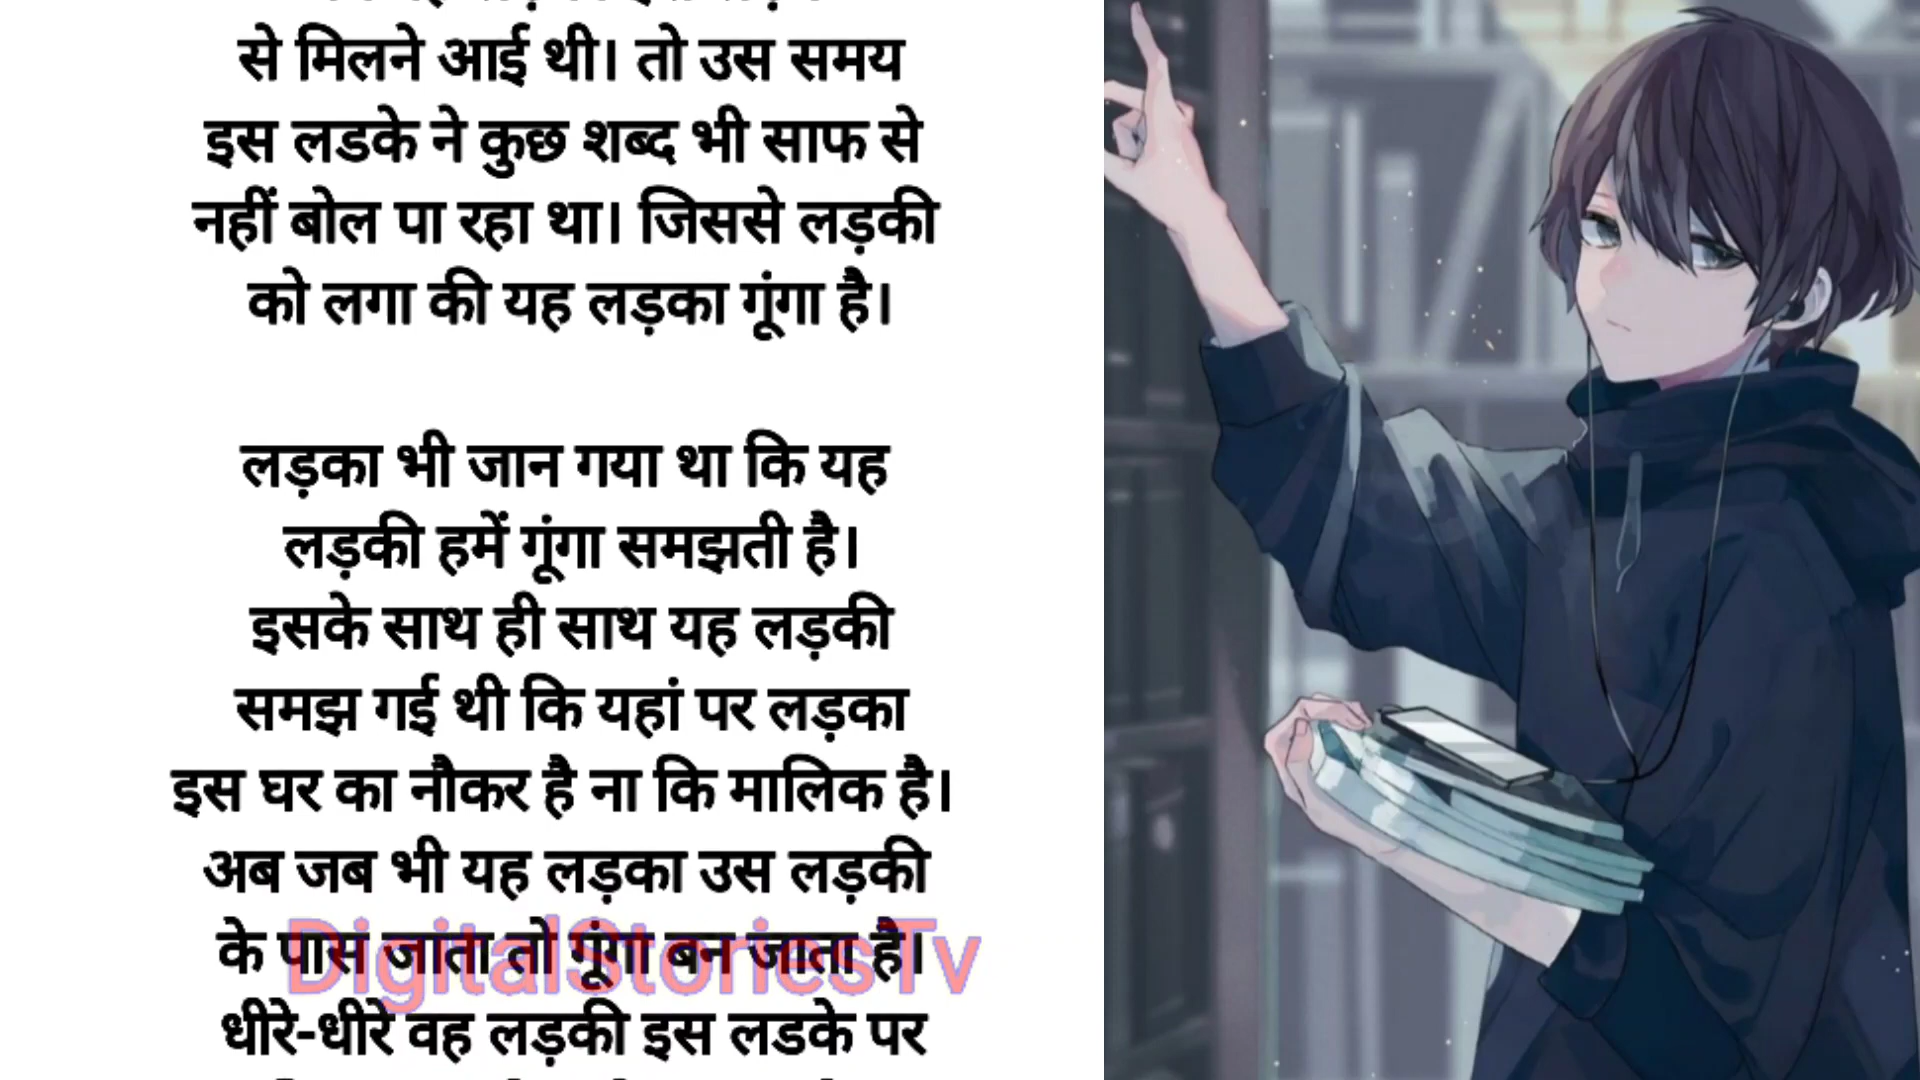 से मिलने आई थी। तो उस समय
इस लडके ने कुछ शब्द भी साफ से
नहीं बोल पा रहा था। जिससे लड़की
को लगा की यह लड़का गूंगा है।
लड़का भी जान गया था कि यह
लड़की हमें गूंगा समझती है।
इसके साथ ही साथ यह लड़की
समझ गई थी कि यहां पर लड़का
इस घर का नौकर है ना कि मालिक है।
अब जब भी यह लड़का उस लड़की
के पास जाता तो गूंगा बन जाता है।
DigitalStoriesTv
धीरे-धीरे वह लड़की इस लडके पर